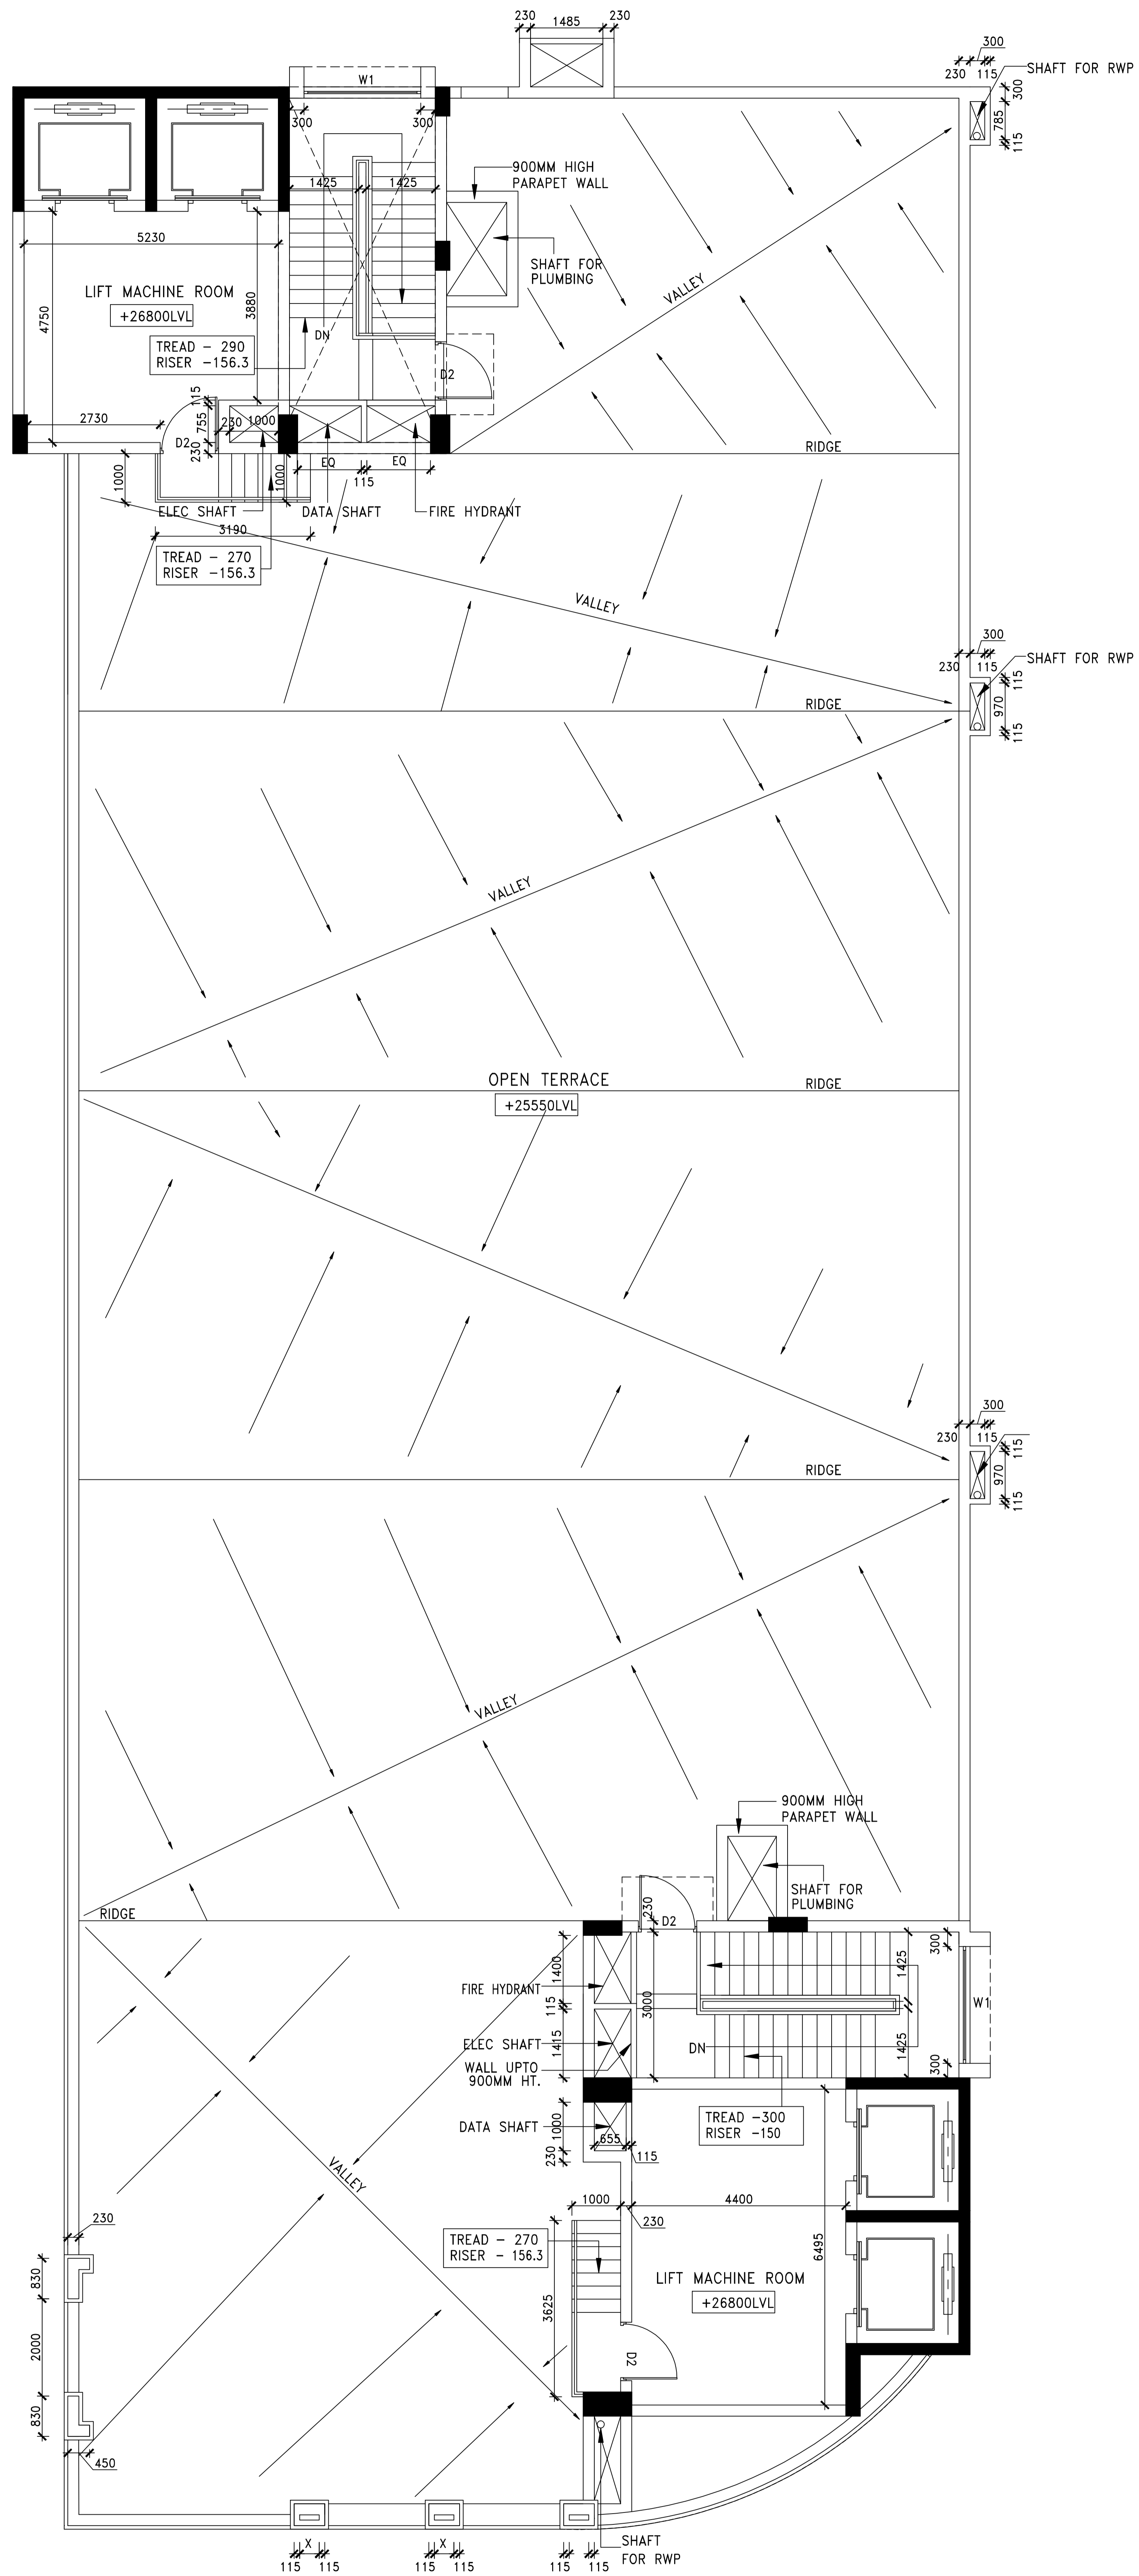 230
1485
230
300
230
115
SHAFT FOR RWP
300
785
115
W1
300
300
1425
1425
900MM HIGH
PARAPET WALL
SHAFT FOR
PLUMBING
5230
4750
3880
LIFT MACHINE ROOM
+26800LVL
TREAD - 290
RISER -156.3
DN
D2
VALLEY
RIDGE
2730
D2
115
755
230
230
1000
1000
1000
EQ
EQ
115
ELEC SHAFT
DATA SHAFT
FIRE HYDRANT
3190
TREAD - 270
RISER -156.3
VALLEY
300
230
115
SHAFT FOR RWP
115
970
115
RIDGE
VALLEY
OPEN TERRACE
+25550LVL
RIDGE
300
230
115
115
970
115
RIDGE
VALLEY
900MM HIGH
PARAPET WALL
SHAFT FOR
PLUMBING
RIDGE
230
D2
1400
115
1415
3000
FIRE HYDRANT
ELEC SHAFT
WALL UPTO
900MM HT.
DN
1425
1425
300
300
W1
DATA SHAFT
1000
230
655
115
TREAD -300
RISER -150
VALLEY
1000
230
4400
6495
TREAD - 270
RISER - 156.3
3625
LIFT MACHINE ROOM
+26800LVL
D2
230
830
2000
830
450
X
115
115
X
115
115
115
115
SHAFT
FOR RWP